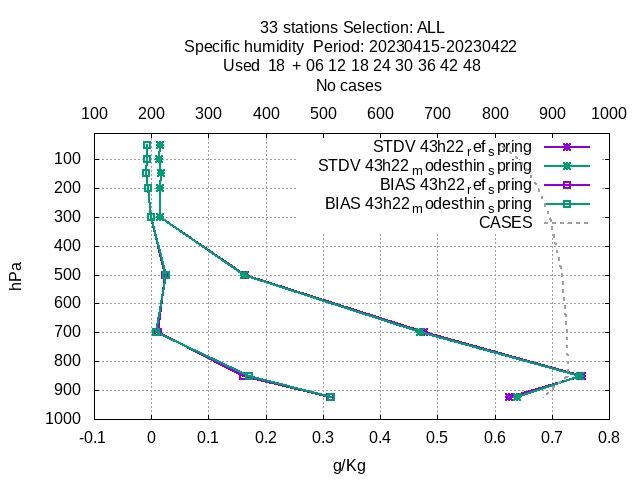 33 stations Selection: ALL
Specific humidity  Period: 20230415-20230422
Used  18  + 06 12 18 24 30 36 42 48
No cases
100 200 300 400 500 600 700 800 900 1000
STDV 43h22_ref_spring
STDV 43h22_modesthin_spring
BIAS 43h22_ref_spring
BIAS 43h22_modesthin_spring
CASES
hPa
100
200
300
400
500
600
700
800
900
1000
-0.1 0 0.1 0.2 0.3 0.4 0.5 0.6 0.7 0.8
g/Kg